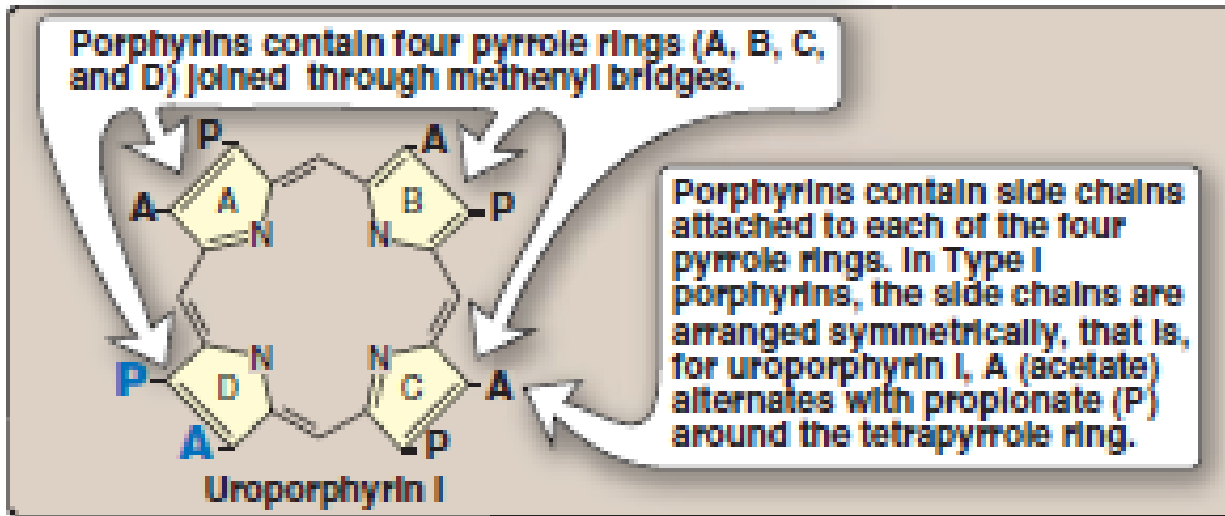 Porphyrins contain four pyrrole rings (A, B, C,
and D) joined through methenyl bridges.
P
A
A
A
B
P
N
N
Porphyrins contain side chains
attached to each of the four
pyrrole rings. In Type I
porphyrins, the side chains are
arranged symmetrically, that is,
for uroporphyrin I, A (acetate)
alternates with propionate (P)
around the tetrapyrrole ring.
N
N
P
D
C
A
A
P
Uroporphyrin I